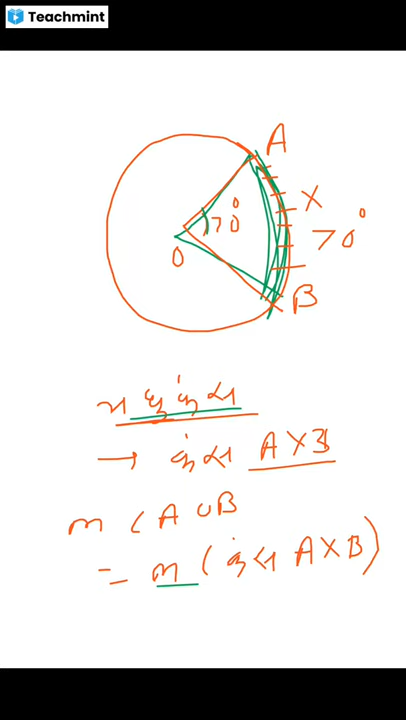 Teachmint
A
70°
X
70°
O
B
લઘુકંસ
→ કંસ AXB
m ∠AOB
= m (કંસ AXB)